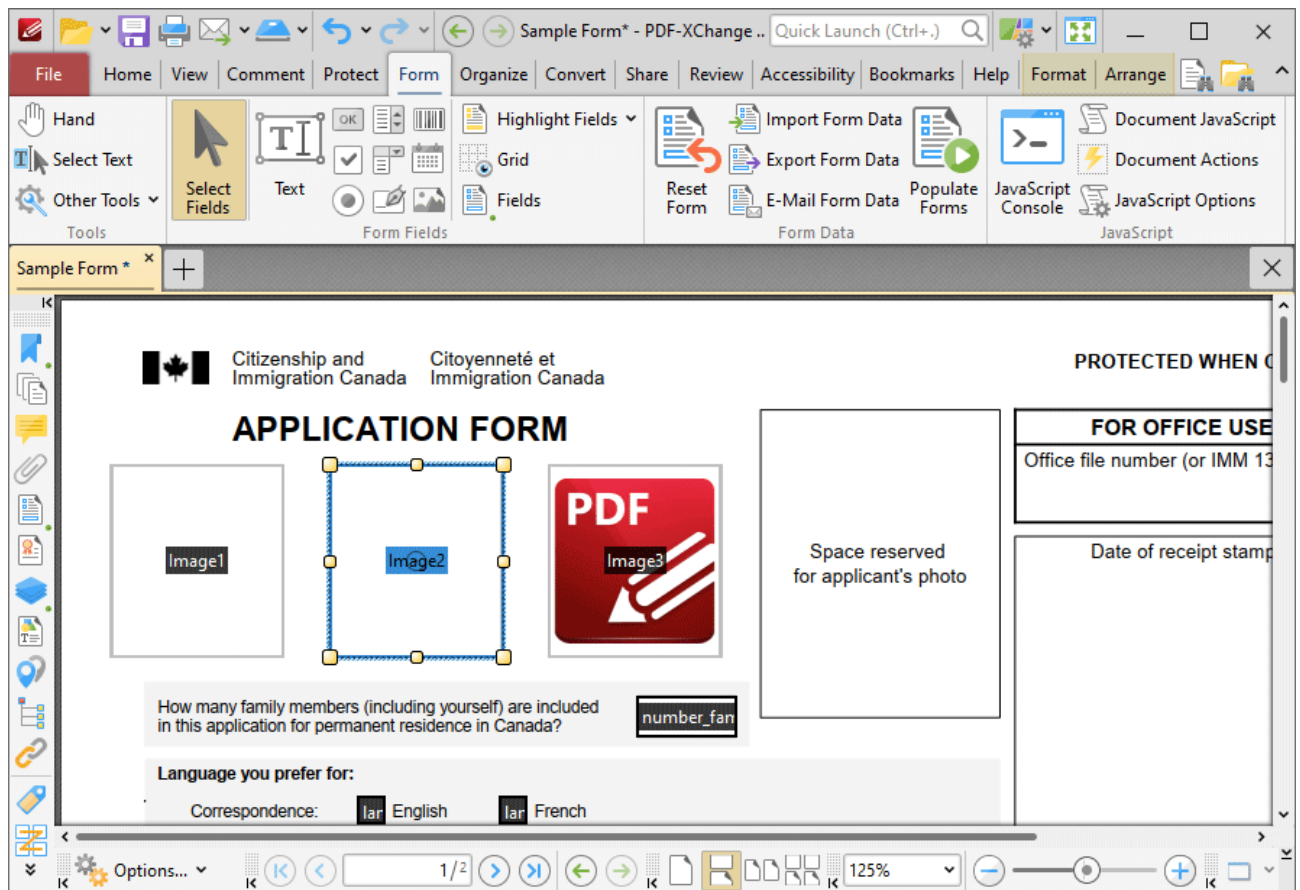 Sample Form* - PDF-XChange ..
Quick Launch (Ctrl+.)
File Home View Comment Protect Form Organize Convert Share Review Accessibility Bookmarks Help Format Arrange
Hand
Select Text
Other Tools
Tools
Select Fields
Text
OK
Highlight Fields
Grid
Fields
Form Fields
Reset Form
Import Form Data
Export Form Data
E-Mail Form Data
Populate Forms
Form Data
JavaScript Console
Document JavaScript
Document Actions
JavaScript Options
JavaScript
Sample Form *
Citizenship and
Immigration Canada
Citoyenneté et
Immigration Canada
PROTECTED WHEN C
APPLICATION FORM
Image1
Image2
PDF
Image3
Space reserved
for applicant's photo
FOR OFFICE USE
Office file number (or IMM 13
Date of receipt stamp
How many family members (including yourself) are included
in this application for permanent residence in Canada?
number_fam
Language you prefer for:
Correspondence: lar English lar French
Options...
1/2
125%